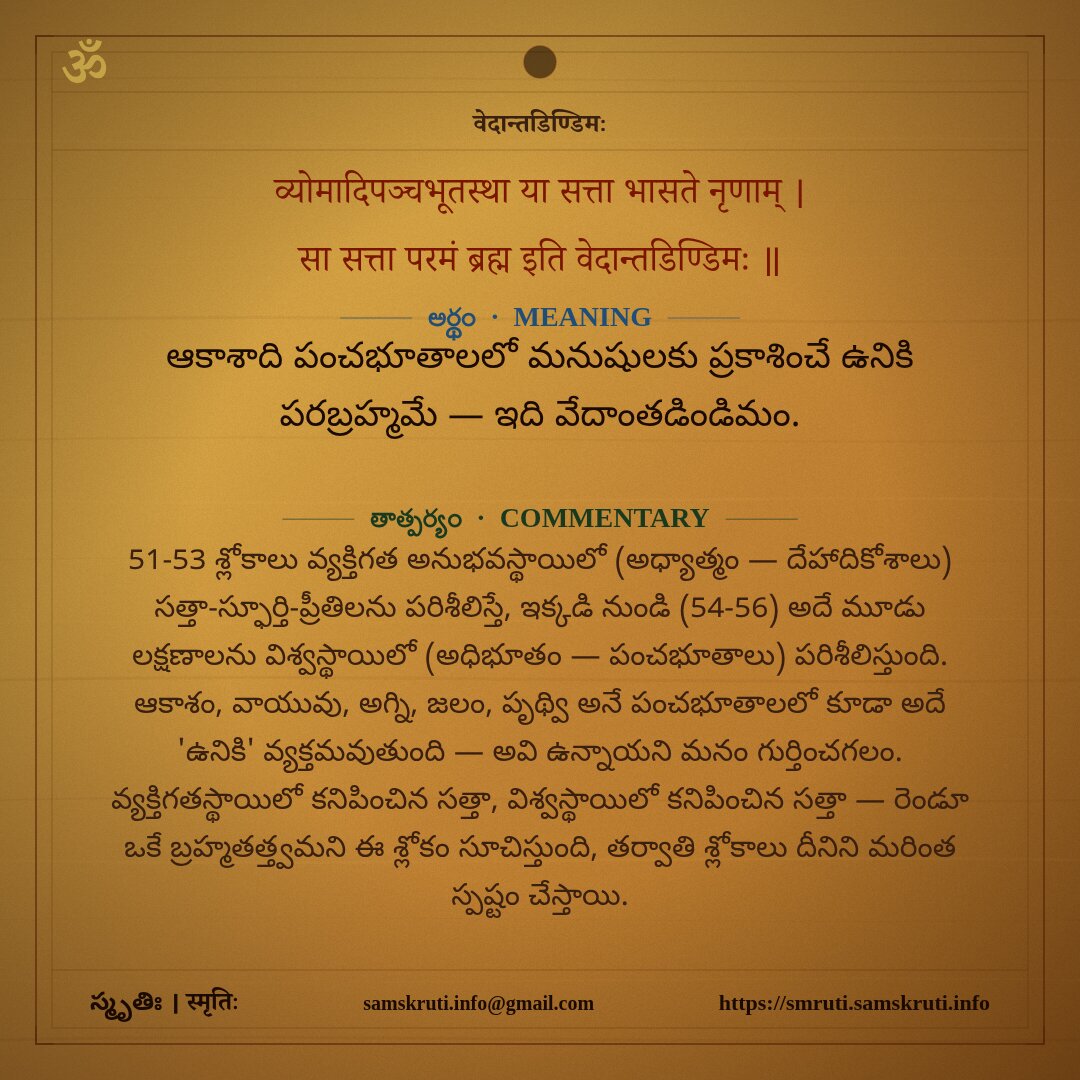 ॐ
वेदान्तडिण्डिमः
व्योमादिपञ्चभूतस्था या सत्ता भासते नृणाम् |
सा सत्ता परमं ब्रह्म इति वेदान्तडिण्डिमः ||
అర్థం · MEANING
ఆకాశాది పంచభూతాలలో మనుషులకు ప్రకాశించే ఉనికి
పరబ్రహ్మమే — ఇది వేదాంతడిండిమం.
తాత్పర్యం · COMMENTARY
51-53 శ్లోకాలు వ్యక్తిగత అనుభవస్థాయిలో (అధ్యాత్మం — దేహాదికోశాలు)
సత్తా-స్ఫూర్తి-ప్రీతిలను పరిశీలిస్తే, ఇక్కడి నుండి (54-56) అదే మూడు
లక్షణాలను విశ్వస్థాయిలో (అధిభూతం — పంచభూతాలు) పరిశీలిస్తుంది.
ఆకాశం, వాయువు, అగ్ని, జలం, పృథ్వి అనే పంచభూతాలలో కూడా అదే
'ఉనికి' వ్యక్తమవుతుంది — అవి ఉన్నాయని మనం గుర్తించగలం.
వ్యక్తిగతస్థాయిలో కనిపించిన సత్తా, విశ్వస్థాయిలో కనిపించిన సత్తా — రెండూ
ఒకే బ్రహ్మతత్త్వమని ఈ శ్లోకం సూచిస్తుంది, తర్వాతి శ్లోకాలు దీనిని మరింత
స్పష్టం చేస్తాయి.
స్మృతిః | स्मृतिः samskruti.info@gmail.com https://smruti.samskruti.info